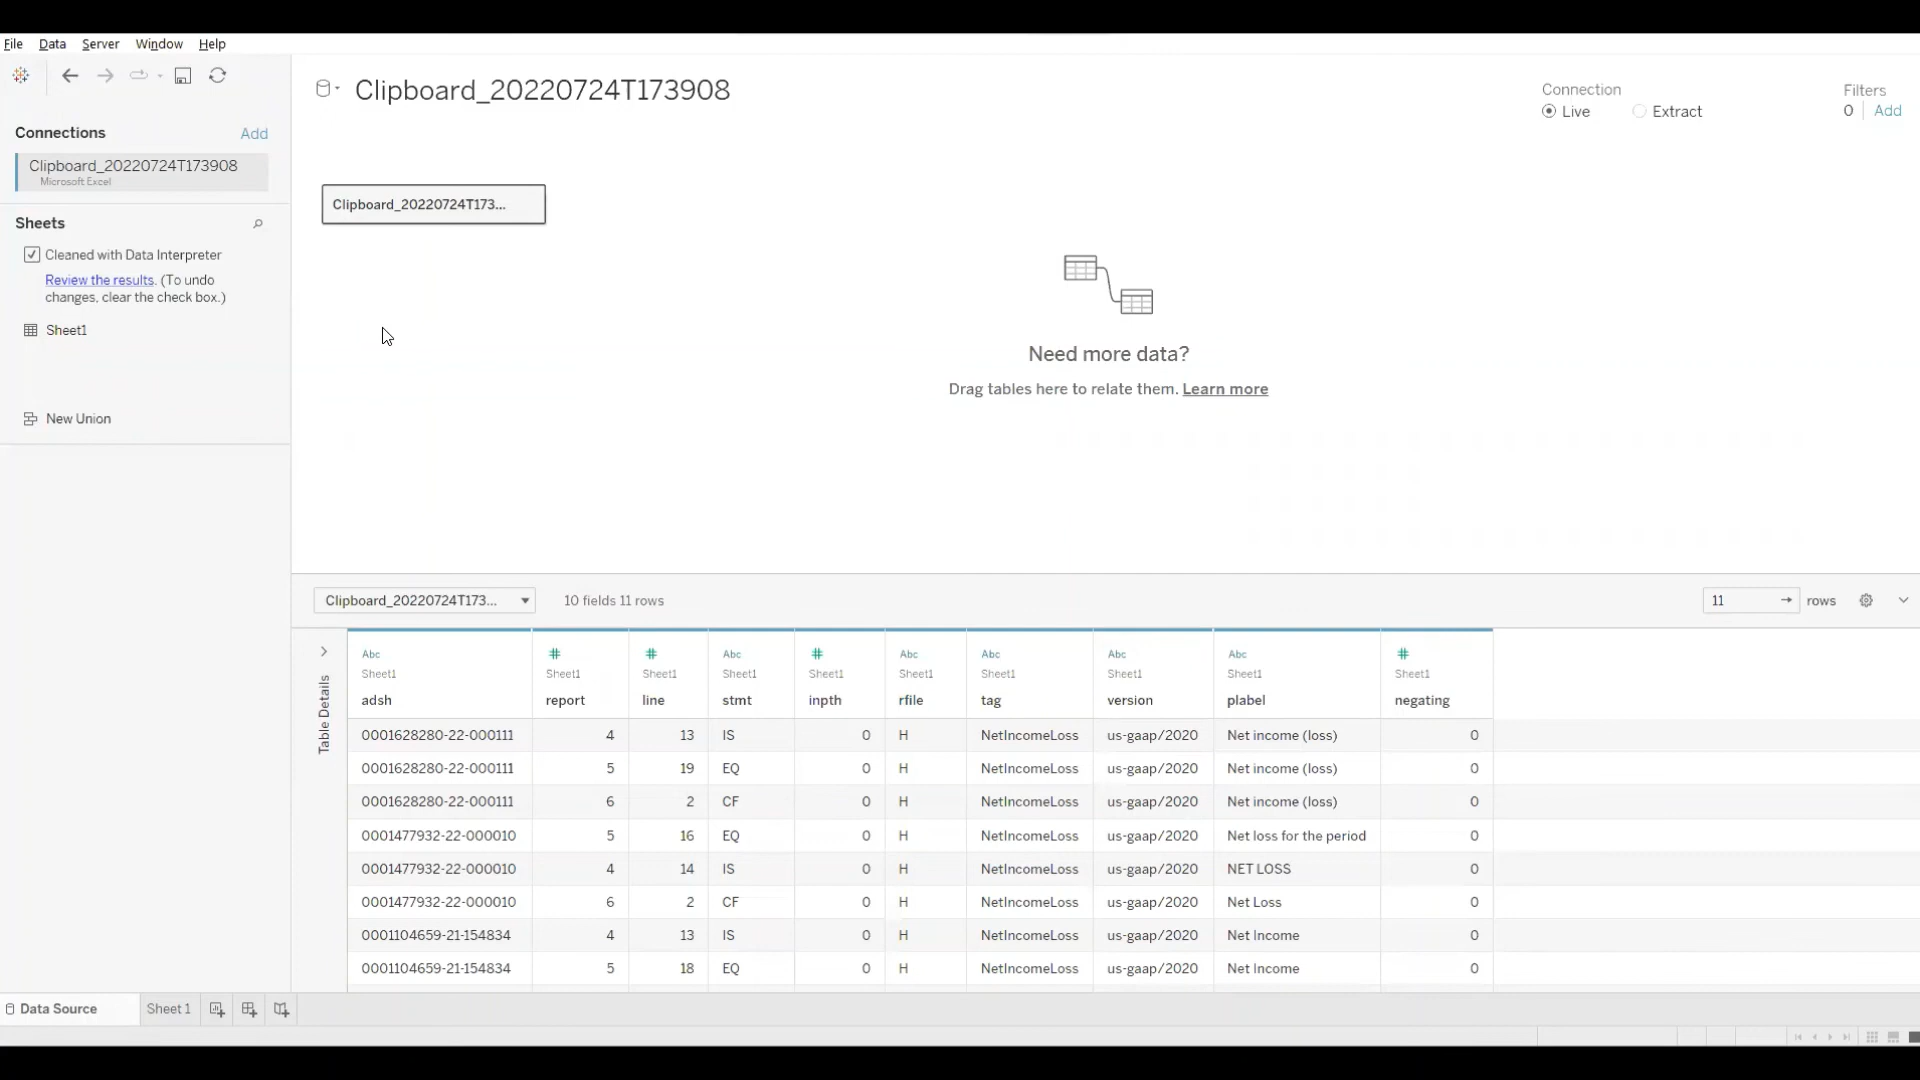 File Data Server Window Help
Clipboard_20220724T173908
Connection
Live Extract
Filters
0 Add
Connections Add
Clipboard_20220724T173908
Microsoft Excel
Clipboard_20220724T173...
Sheets
Cleaned with Data Interpreter
Review the results. (To undo
changes, clear the check box.)
Sheet1
New Union
Need more data?
Drag tables here to relate them. Learn more
Clipboard_20220724T173... 10 fields 11 rows 11 rows
Table Details
Abc # # Abc # Abc Abc Abc Abc #
Sheet1 Sheet1 Sheet1 Sheet1 Sheet1 Sheet1 Sheet1 Sheet1 Sheet1 Sheet1
adsh report line stmt inpth rfile tag version plabel negating
0001628280-22-000111 4 13 IS 0 H NetIncomeLoss us-gaap/2020 Net income (loss) 0
0001628280-22-000111 5 19 EQ 0 H NetIncomeLoss us-gaap/2020 Net income (loss) 0
0001628280-22-000111 6 2 CF 0 H NetIncomeLoss us-gaap/2020 Net income (loss) 0
0001477932-22-000010 5 16 EQ 0 H NetIncomeLoss us-gaap/2020 Net loss for the period 0
0001477932-22-000010 4 14 IS 0 H NetIncomeLoss us-gaap/2020 NET LOSS 0
0001477932-22-000010 6 2 CF 0 H NetIncomeLoss us-gaap/2020 Net Loss 0
0001104659-21-154834 4 13 IS 0 H NetIncomeLoss us-gaap/2020 Net Income 0
0001104659-21-154834 5 18 EQ 0 H NetIncomeLoss us-gaap/2020 Net Income 0
Data Source Sheet 1